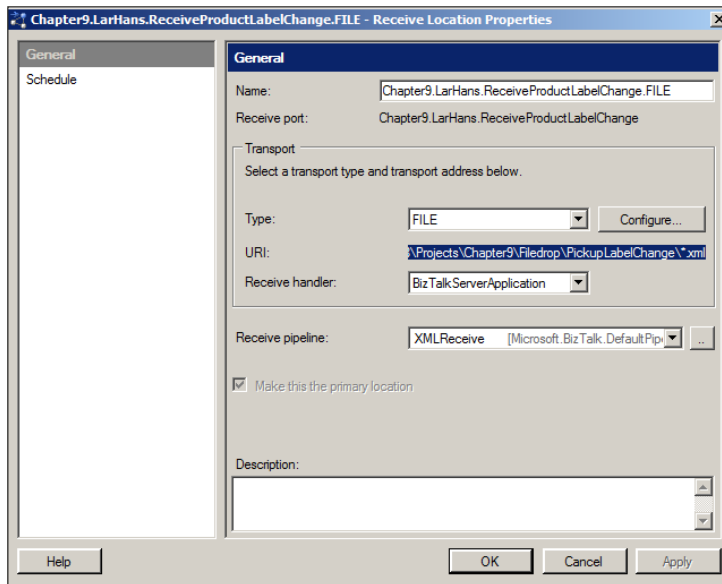 Chapter9.LarHans.ReceiveProductLabelChange.FILE - Receive Location Properties
General
Schedule
General
Name: Chapter9.LarHans.ReceiveProductLabelChange.FILE
Receive port: Chapter9.LarHans.ReceiveProductLabelChange
Transport
Select a transport type and transport address below.
Type: FILE Configure...
URI: \Projects\Chapter9\Filedrop\PickupLabelChange\*.xml
Receive handler: BizTalkServerApplication
Receive pipeline: XMLReceive [Microsoft.BizTalk.DefaultPip ..
Make this the primary location
Description:
Help OK Cancel Apply